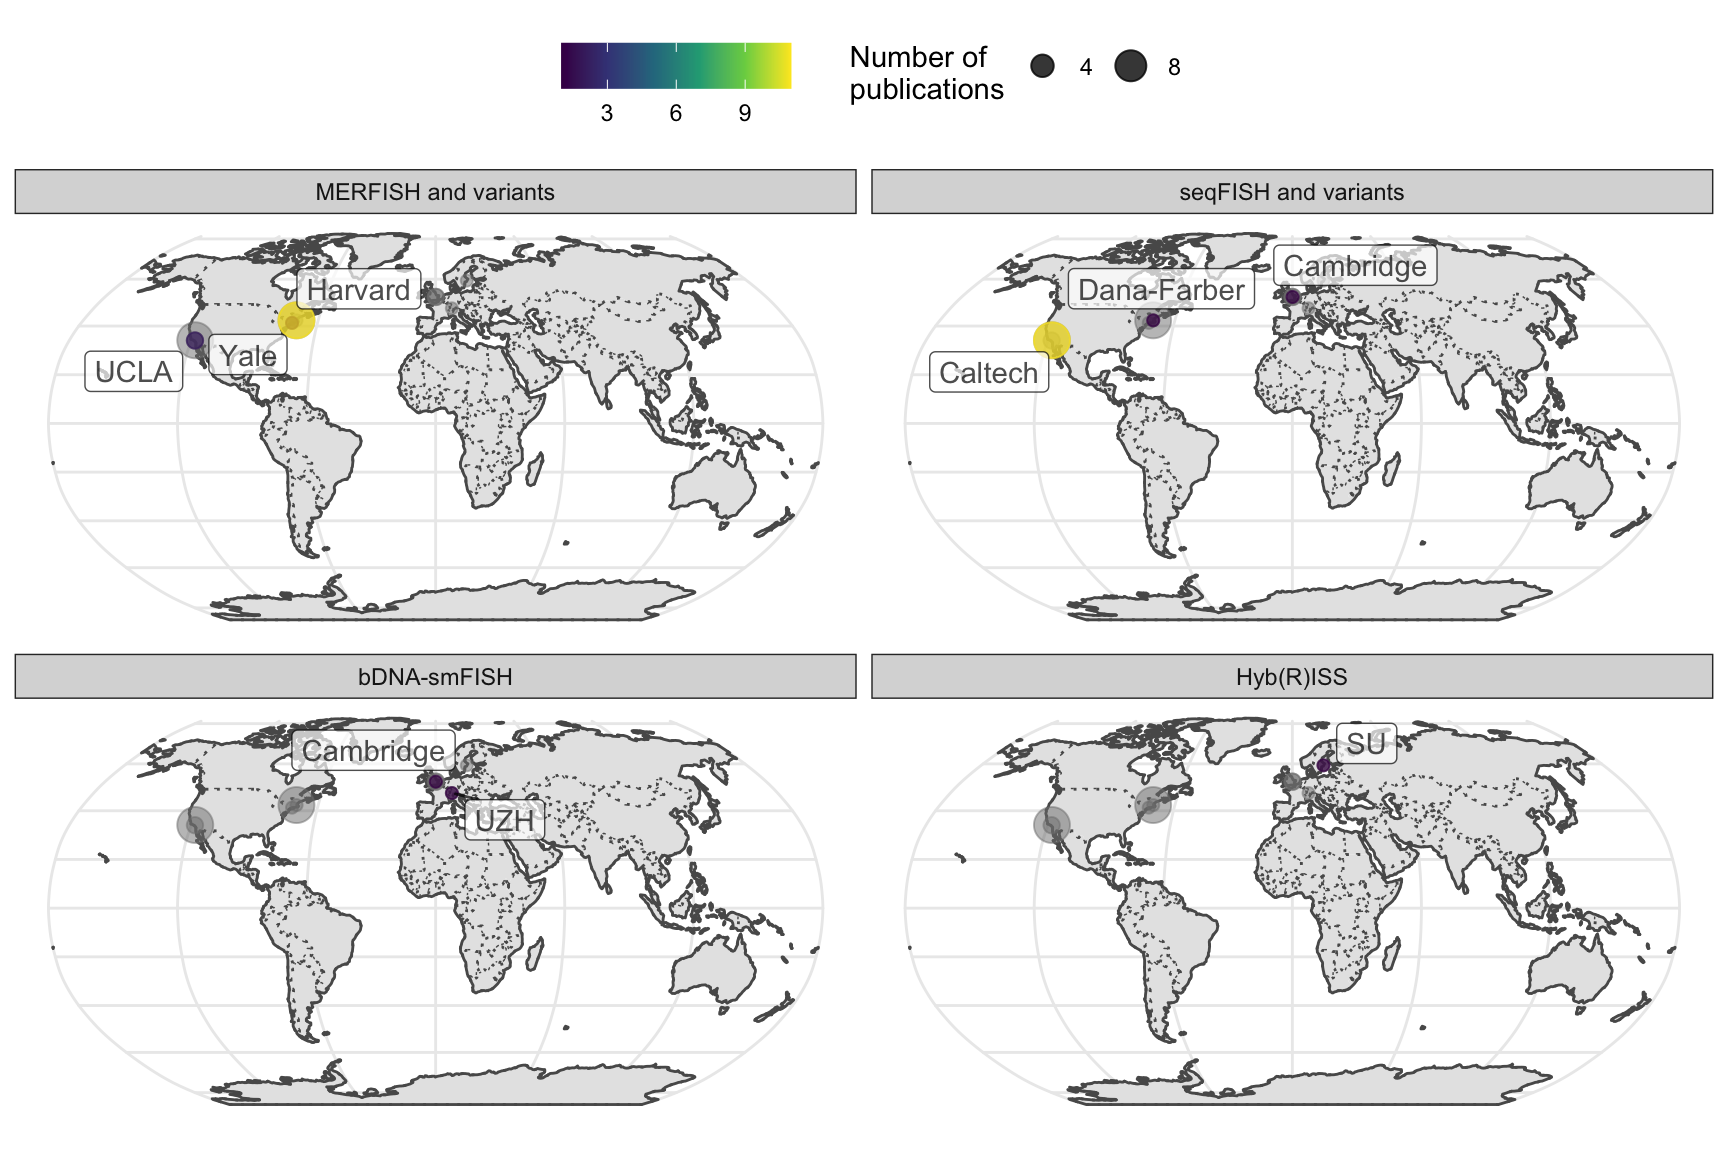 Number of
publications
4
8
3
6
9
MERFISH and variants
seqFISH and variants
Harvard
Yale
UCLA
Cambridge
Dana-Farber
Caltech
bDNA-smFISH
Hyb(R)ISS
Cambridge
UZH
SU